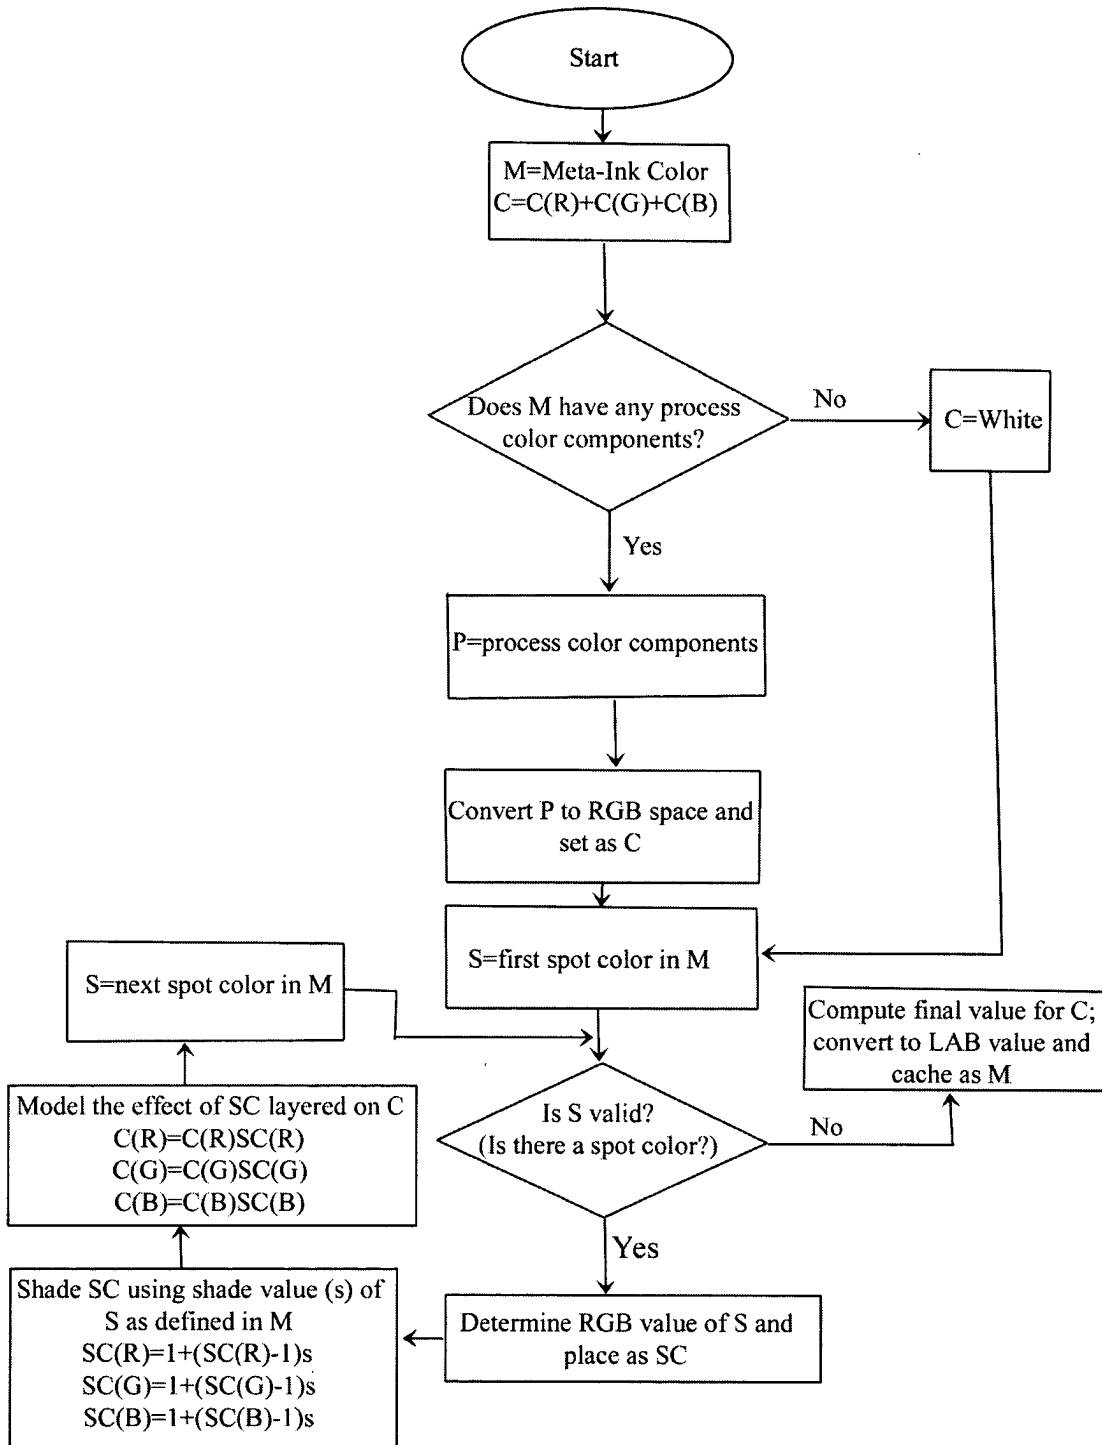 Start
M=Meta-Ink Color
C=C(R)+C(G)+C(B)
Does M have any process
color components?
No
C=White
Yes
P=process color components
Convert P to RGB space and
set as C
S=first spot color in M
S=next spot color in M
Compute final value for C;
convert to LAB value and
cache as M
Model the effect of SC layered on C
C(R)=C(R)SC(R)
C(G)=C(G)SC(G)
C(B)=C(B)SC(B)
Is S valid?
(Is there a spot color?)
No
Yes
Shade SC using shade value (s) of
S as defined in M
SC(R)=1+(SC(R)-1)s
SC(G)=1+(SC(G)-1)s
SC(B)=1+(SC(B)-1)s
Determine RGB value of S and
place as SC